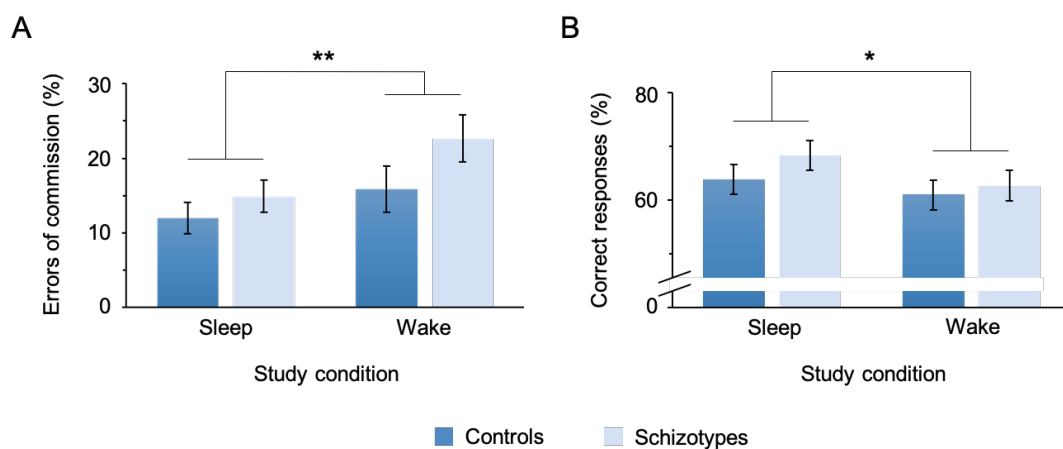 A
**
Errors of commission (%)
30
20
10
0
Sleep
Wake
Study condition
B
*
Correct responses (%)
80
60
0
Sleep
Wake
Study condition
Controls
Schizotypes